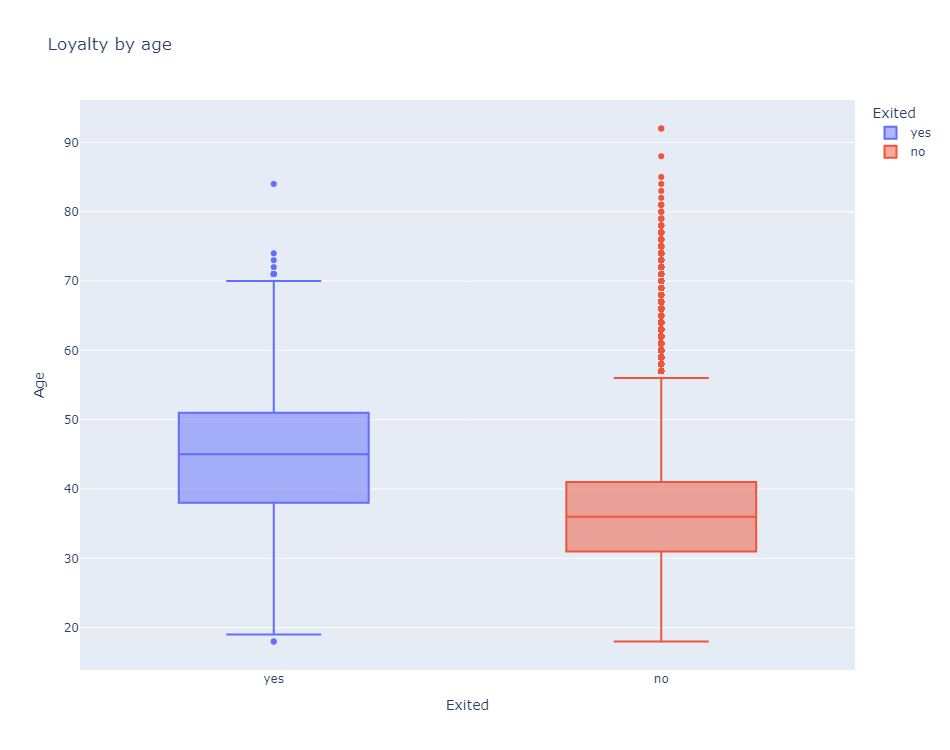 Loyalty by age
Exited
yes
no
90
80
70
60
50
40
30
20
Age
yes
no
Exited